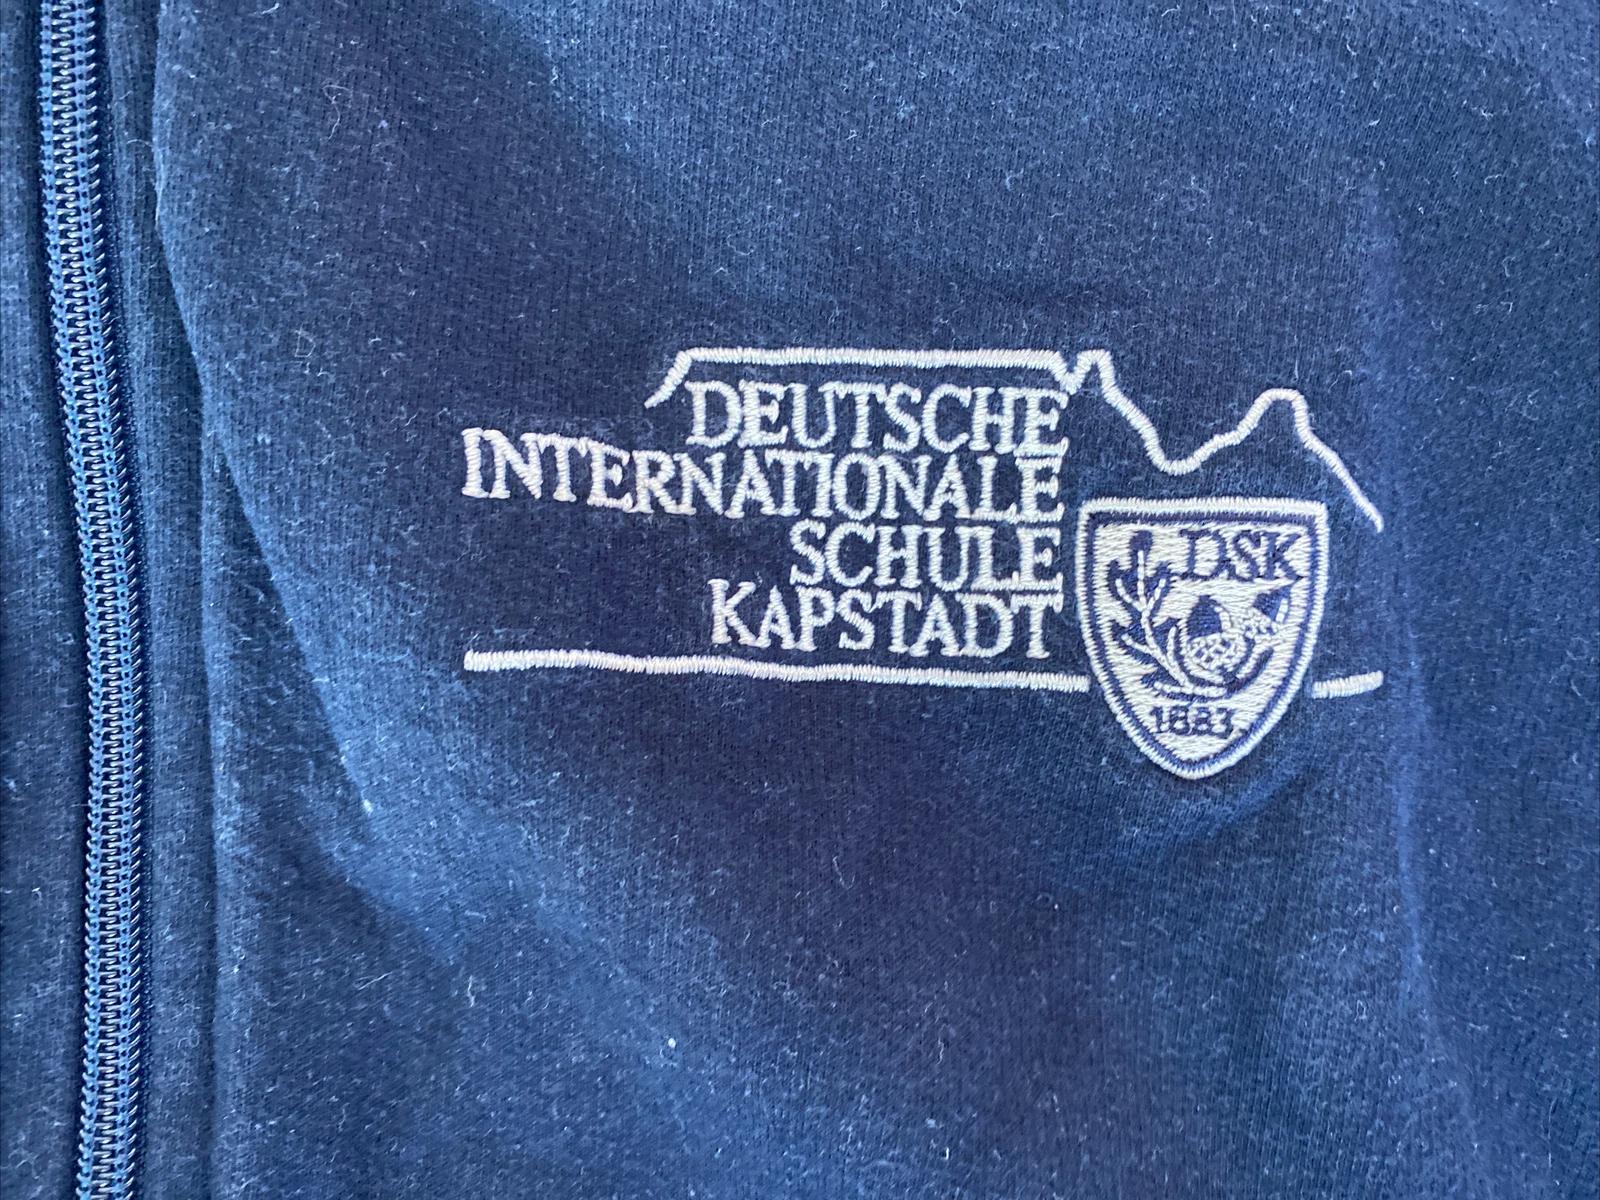 DEUTSCHE
INTERNATIONALE
SCHULE
KAPSTADT
DSK
1883